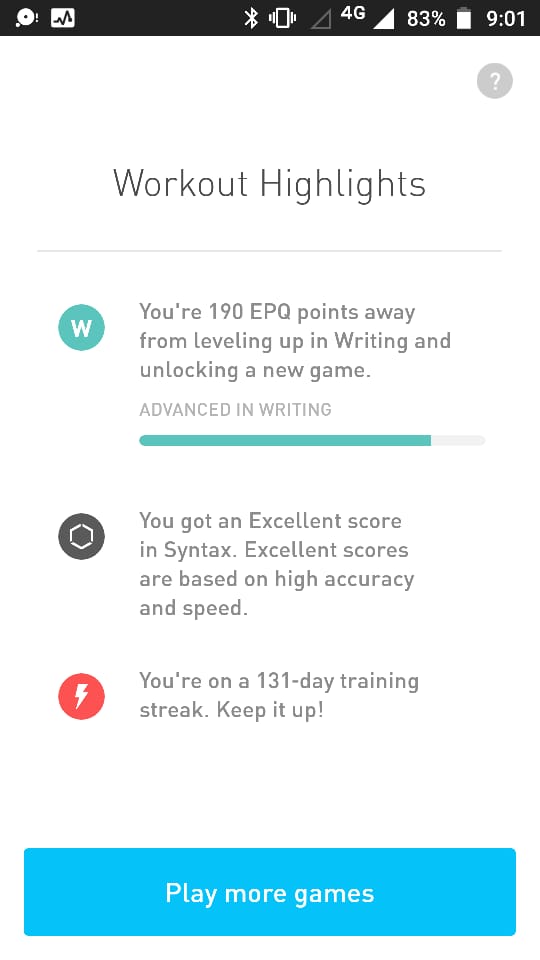 4G 83% 9:01
?
Workout Highlights
W
You're 190 EPQ points away
from leveling up in Writing and
unlocking a new game.
ADVANCED IN WRITING
You got an Excellent score
in Syntax. Excellent scores
are based on high accuracy
and speed.
You're on a 131-day training
streak. Keep it up!
Play more games